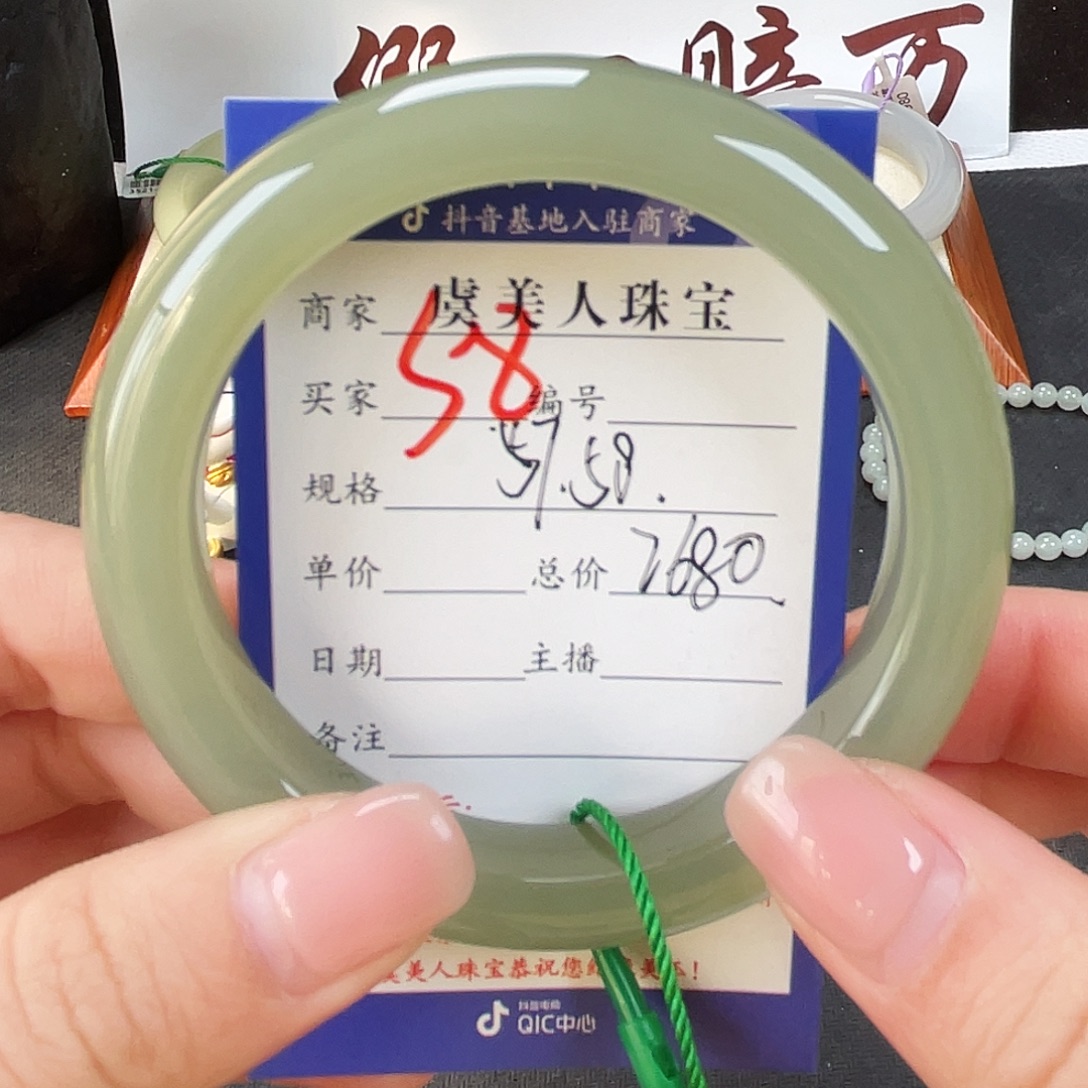 抖音基地入驻商家
商家 虞美人珠宝
58
买家 编号
规格 57.58.
单价 总价 7680
日期 主播
备注
美人珠宝恭祝您
抖音电商
QIC中心